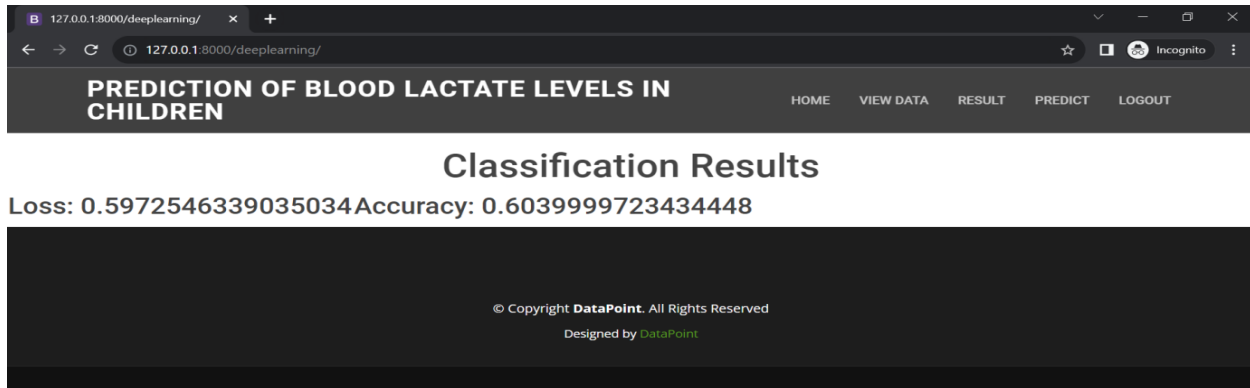 127.0.0.1:8000/deeplearning/
127.0.0.1:8000/deeplearning/ Incognito
PREDICTION OF BLOOD LACTATE LEVELS IN
CHILDREN
HOME VIEW DATA RESULT PREDICT LOGOUT
Classification Results
Loss: 0.5972546339035034Accuracy: 0.6039999723434448
© Copyright DataPoint. All Rights Reserved
Designed by DataPoint